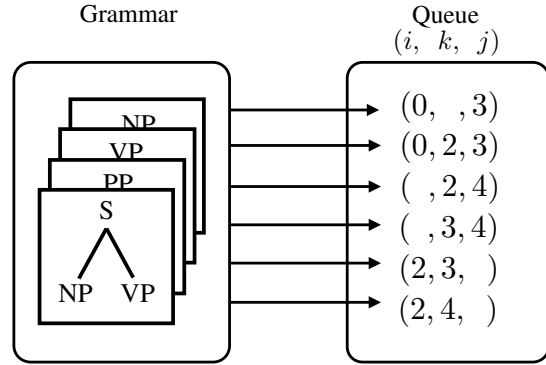 Grammar
Queue
(i, k, j)
NP
VP
PP
S
NP VP
(0, ,3)
(0,2,3)
( ,2,4)
( ,3,4)
(2,3, )
(2,4, )